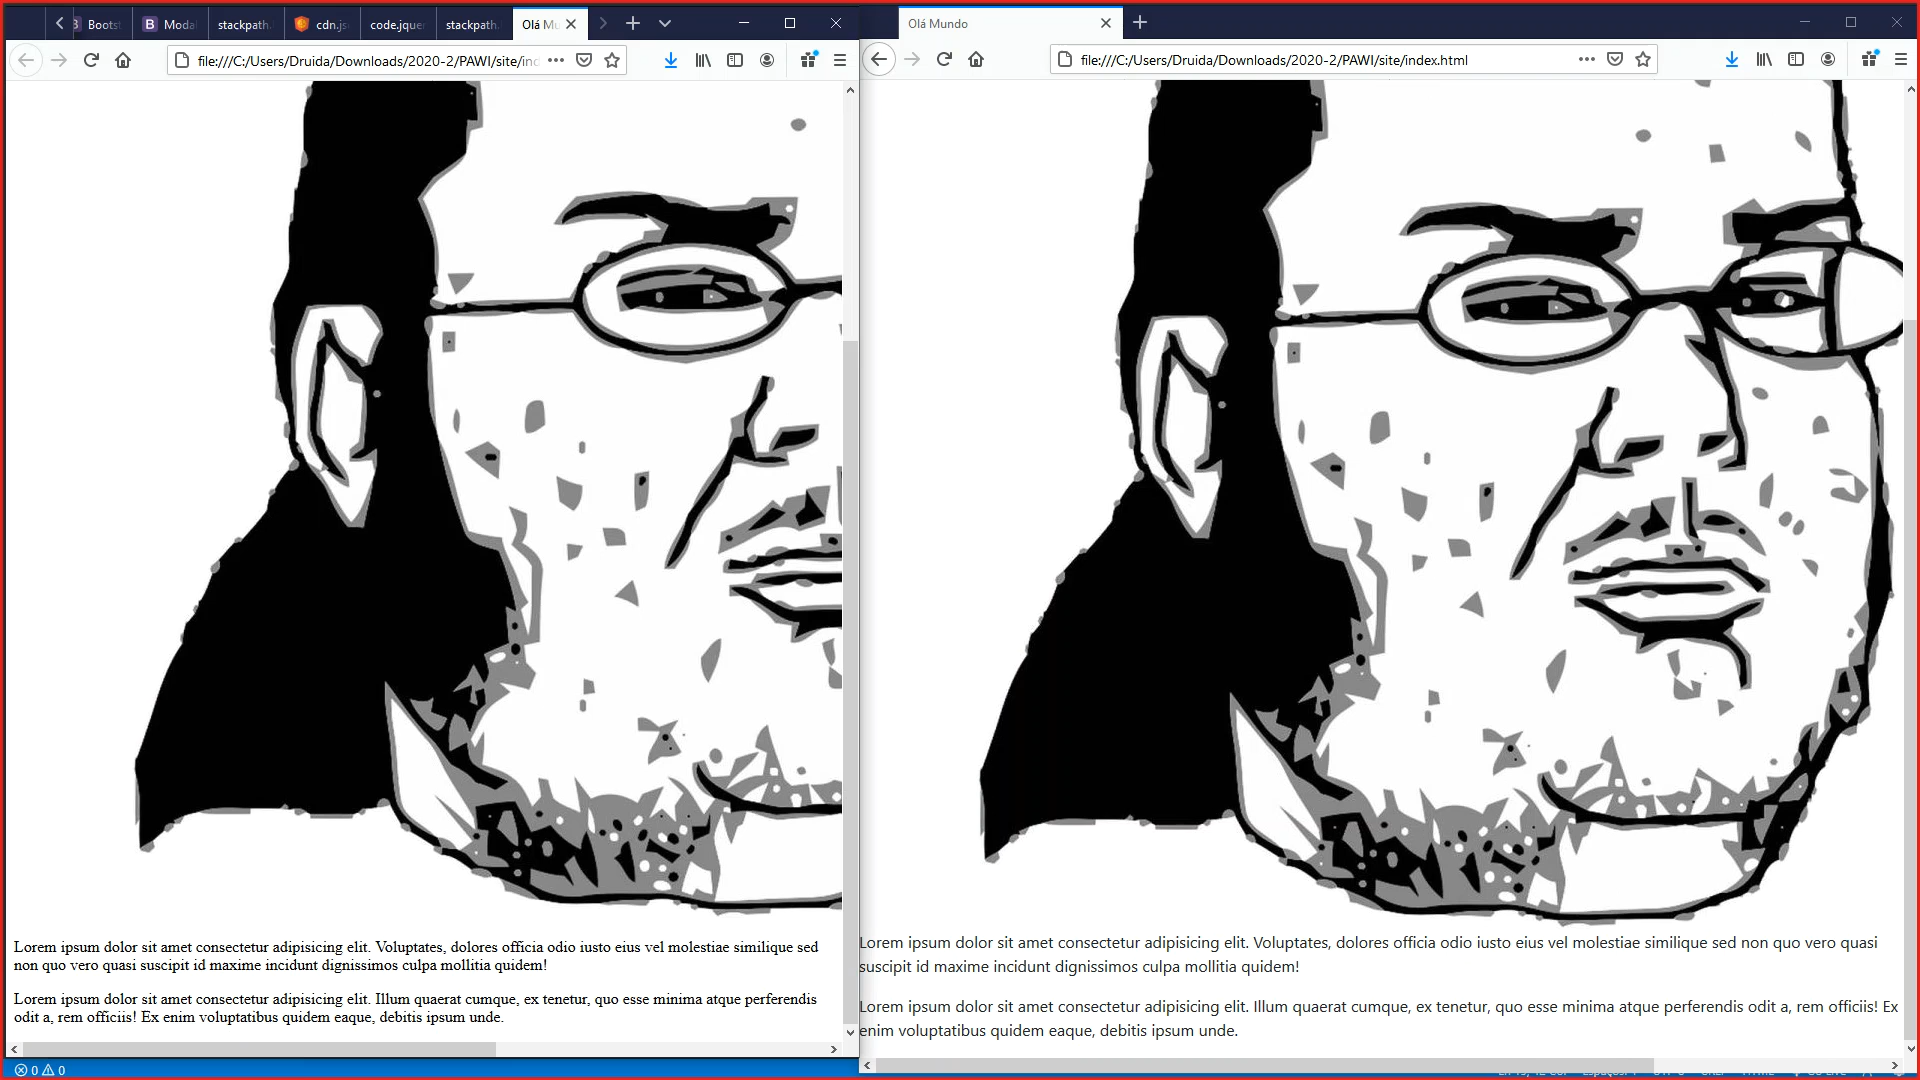 Boots
Modal
stackpath.
cdn.js
code.jquer
stackpath.
Olá Mu
file:///C:/Users/Druida/Downloads/2020-2/PAWI/site/inc
Lorem ipsum dolor sit amet consectetur adipisicing elit. Voluptates, dolores officia odio iusto eius vel molestiae similique sed
non quo vero quasi suscipit id maxime incidunt dignissimos culpa mollitia quidem!
Lorem ipsum dolor sit amet consectetur adipisicing elit. Illum quaerat cumque, ex tenetur, quo esse minima atque perferendis
odit a, rem officiis! Ex enim voluptatibus quidem eaque, debitis ipsum unde.
0 0
Olá Mundo
file:///C:/Users/Druida/Downloads/2020-2/PAWI/site/index.html
Lorem ipsum dolor sit amet consectetur adipisicing elit. Voluptates, dolores officia odio iusto eius vel molestiae similique sed non quo vero quasi
suscipit id maxime incidunt dignissimos culpa mollitia quidem!
Lorem ipsum dolor sit amet consectetur adipisicing elit. Illum quaerat cumque, ex tenetur, quo esse minima atque perferendis odit a, rem officiis! Ex
enim voluptatibus quidem eaque, debitis ipsum unde.